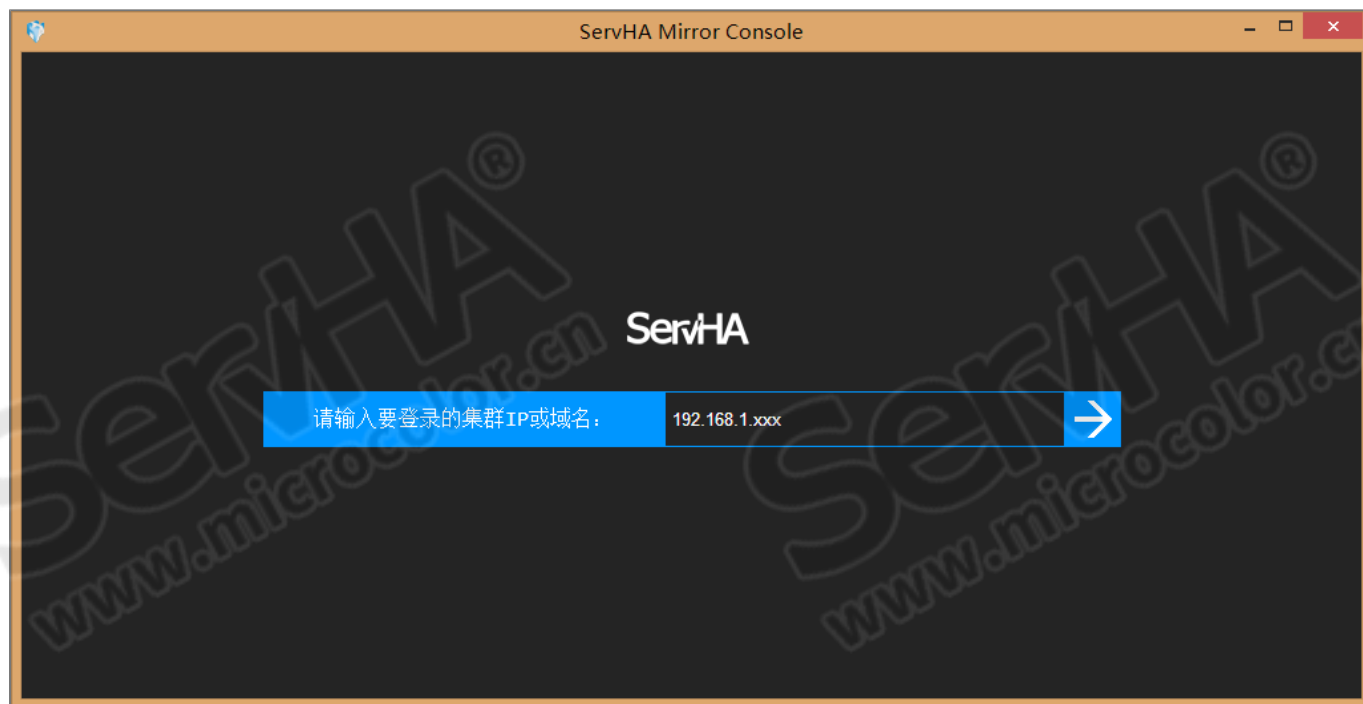 ServHA Mirror Console
ServHA
请输入要登录的集群IP或域名：
192.168.1.xxx
ServHA®
www.microcolor.cn
ServHA®
www.microcolor.c